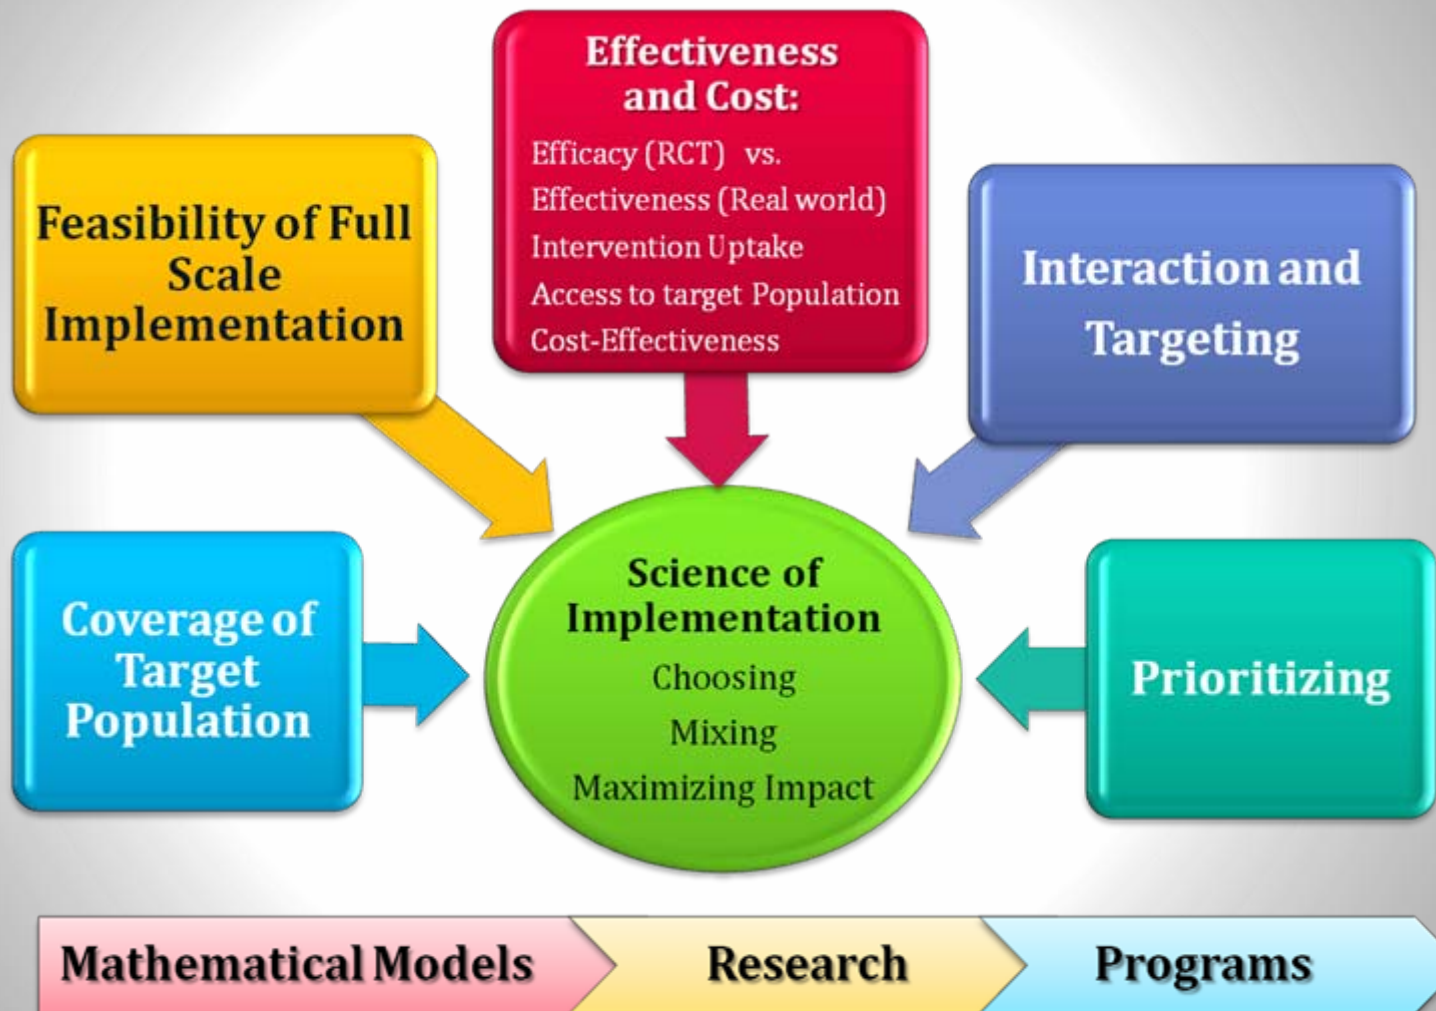 Effectiveness
and Cost:
Efficacy (RCT) vs.
Effectiveness (Real world)
Intervention Uptake
Access to target Population
Cost-Effectiveness
Feasibility of Full
Scale
Implementation
Interaction and
Targeting
Coverage of
Target
Population
Science of
Implementation
Choosing
Mixing
Maximizing Impact
Prioritizing
Mathematical Models
Research
Programs